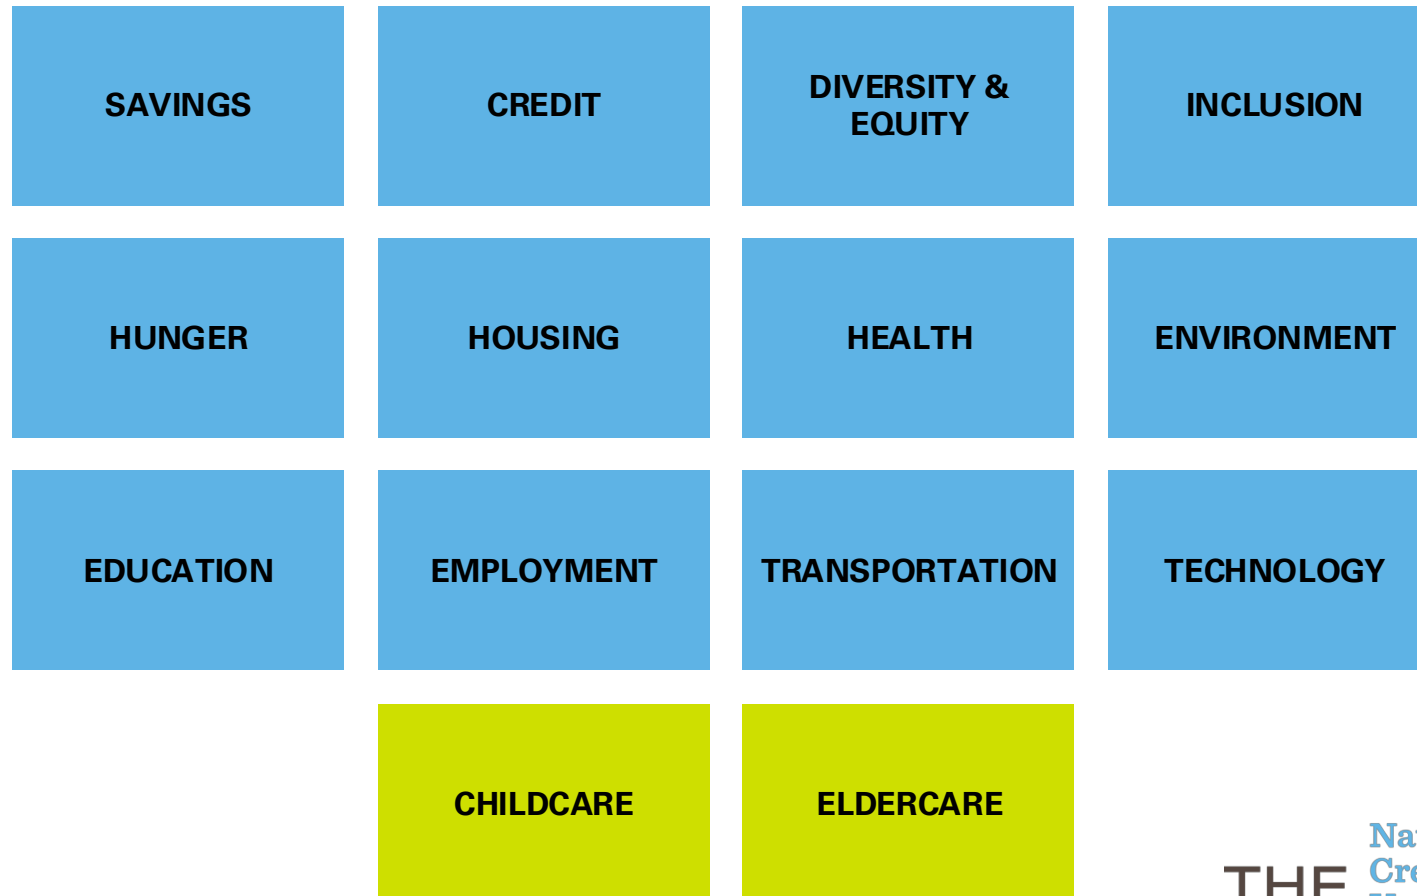 SAVINGS
CREDIT
DIVERSITY &
EQUITY
INCLUSION
HUNGER
HOUSING
HEALTH
ENVIRONMENT
EDUCATION
EMPLOYMENT
TRANSPORTATION
TECHNOLOGY
CHILDCARE
ELDERCARE
THE